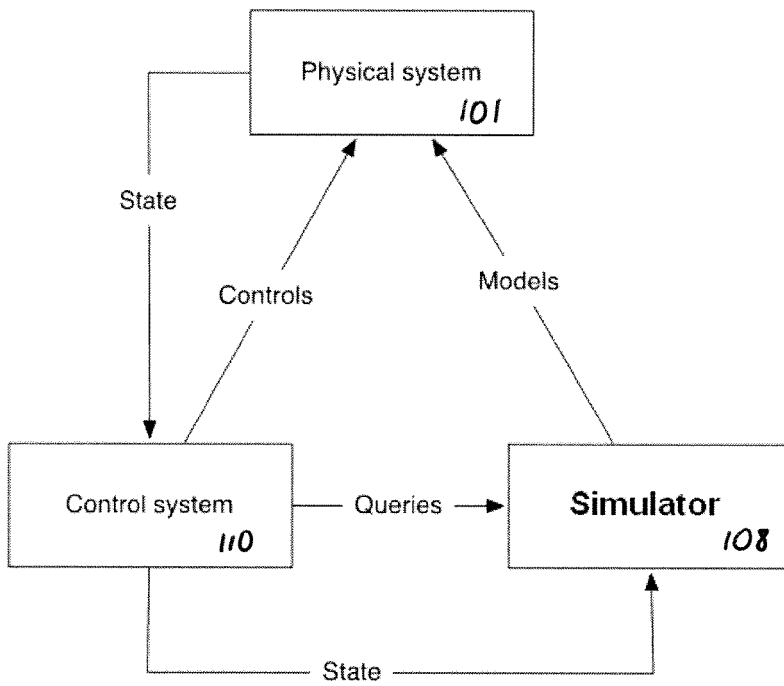 Physical system
101
State
Controls
Models
Control system
110
Queries
Simulator
108
State